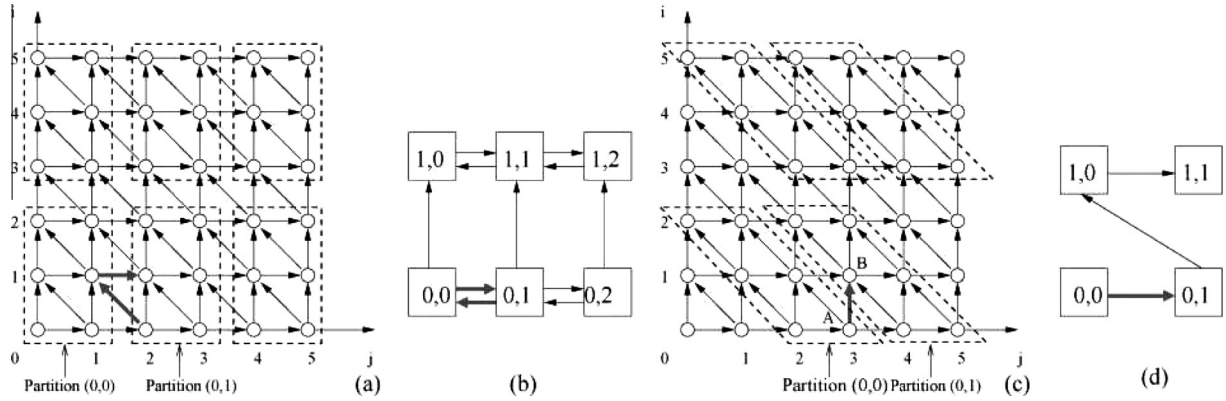 i
5
4
3
2
1
0 1 2 3 4 5 j
Partition (0,0) Partition (0,1)
(a)
1,0 1,1 1,2
0,0 0,1 0,2
(b)
i
5
4
3
2
1
B
A
0 1 2 3 4 5 j
Partition (0,0) Partition (0,1)
(c)
1,0 1,1
0,0 0,1
(d)